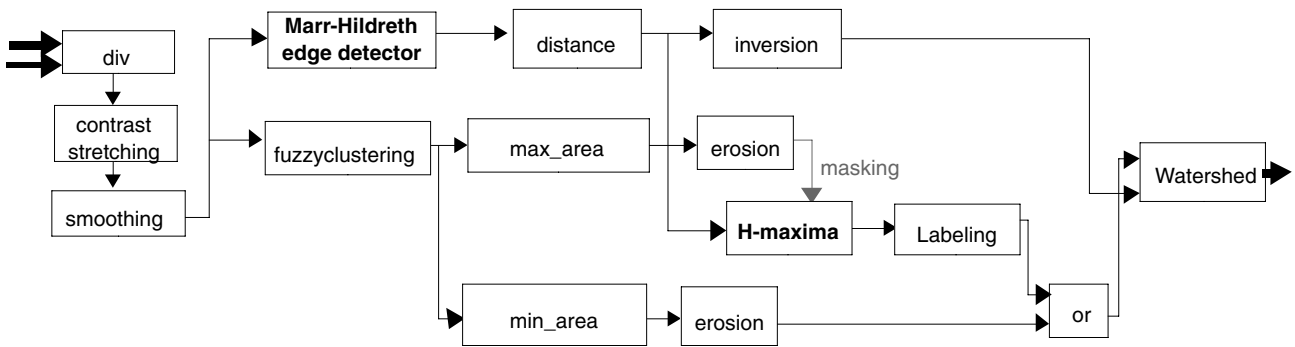 Marr-Hildreth
edge detector
div
distance
inversion
contrast
stretching
fuzzyclustering
max_area
erosion
masking
Watershed
smoothing
H-maxima
Labeling
min_area
erosion
or